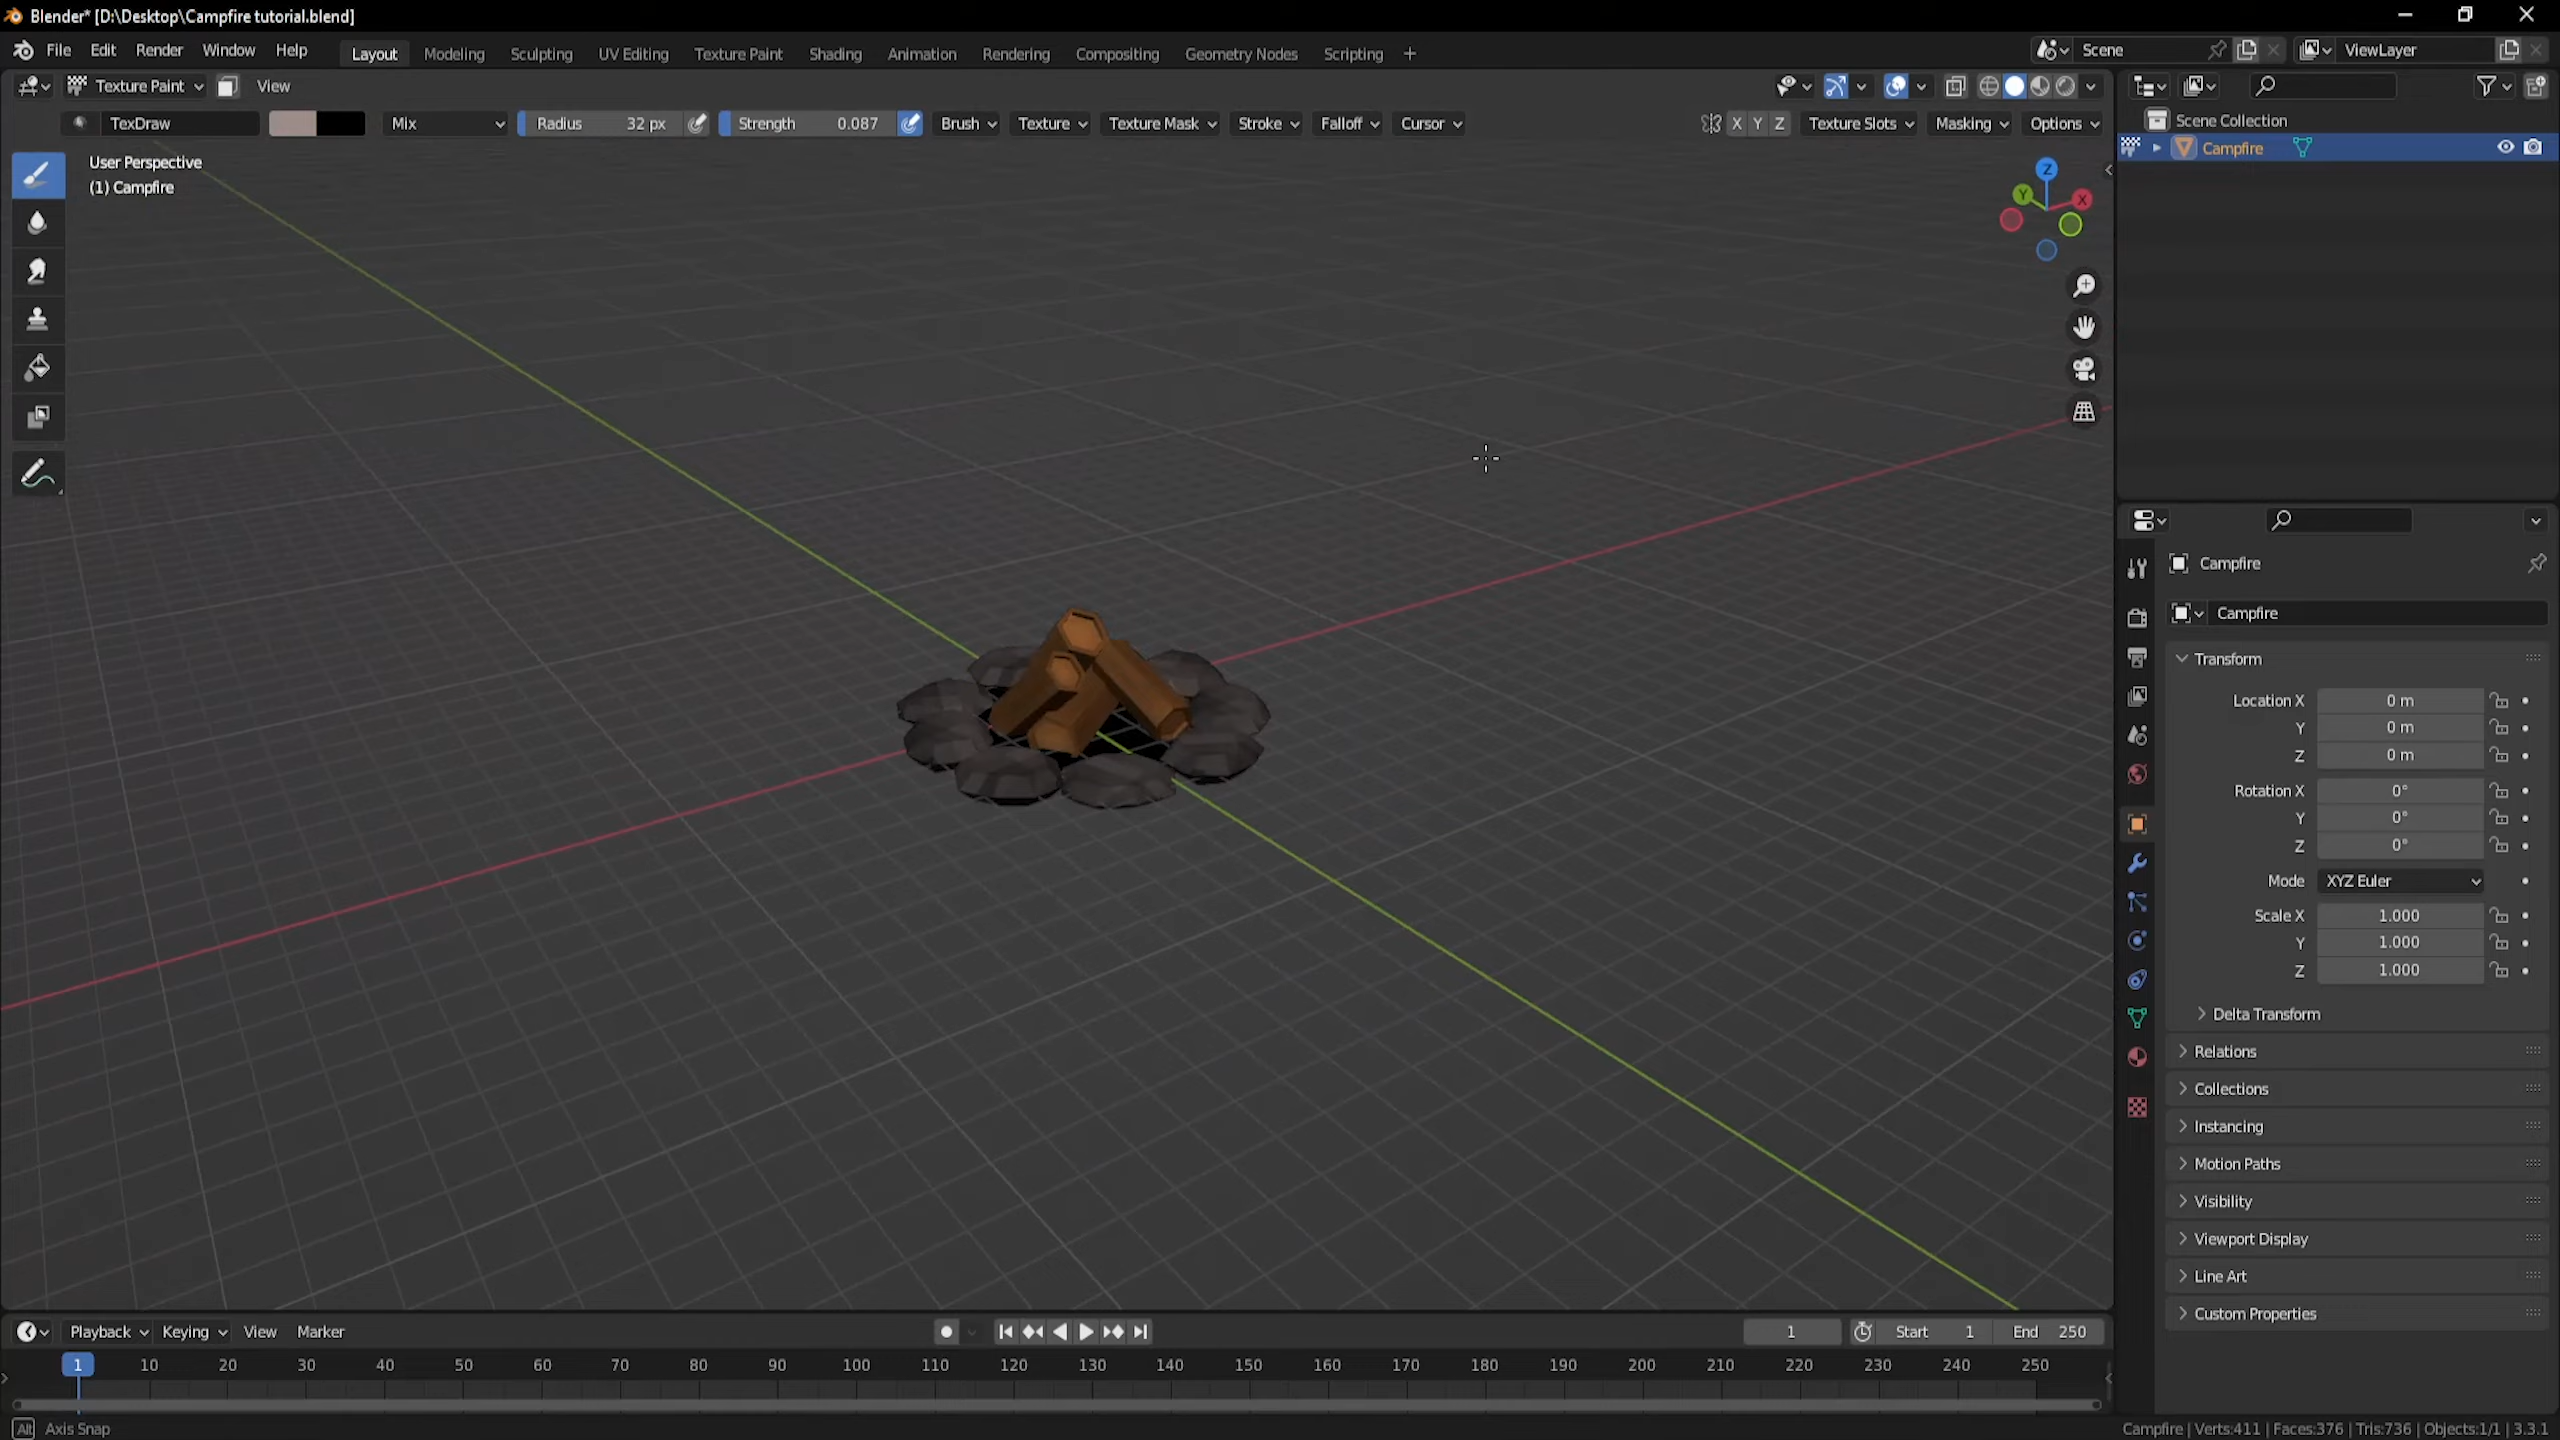 Blender* [D:\Desktop\Campfire tutorial.blend]
File Edit Render Window Help Layout Modeling Sculpting UV Editing Texture Paint Shading Animation Rendering Compositing Geometry Nodes Scripting + Scene ViewLayer
Texture Paint View
TexDraw Mix Radius 32 px Strength 0.087 Brush Texture Texture Mask Stroke Falloff Cursor X Y Z Texture Slots Masking Options
Scene Collection
Campfire
User Perspective
(1) Campfire
Z
Y X
Campfire
Campfire
Transform
Location X 0 m
Y 0 m
Z 0 m
Rotation X 0°
Y 0°
Z 0°
Mode XYZ Euler
Scale X 1.000
Y 1.000
Z 1.000
Delta Transform
Relations
Collections
Instancing
Motion Paths
Visibility
Viewport Display
Line Art
Custom Properties
Playback Keying View Marker 1 Start 1 End 250
1 10 20 30 40 50 60 70 80 90 100 110 120 130 140 150 160 170 180 190 200 210 220 230 240 250
Alt Axis Snap
Campfire | Verts:411 | Faces:376 | Tris:736 | Objects:1/1 | 3.3.1